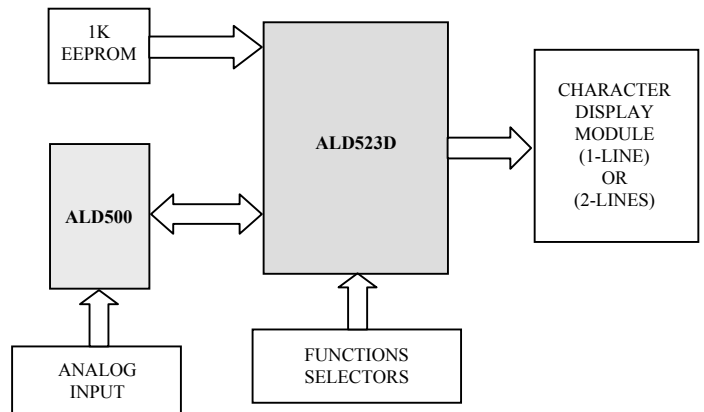 1K
EEPROM
ALD523D
CHARACTER
DISPLAY
MODULE
(1-LINE)
OR
(2-LINES)
ALD500
ANALOG
INPUT
FUNCTIONS
SELECTORS